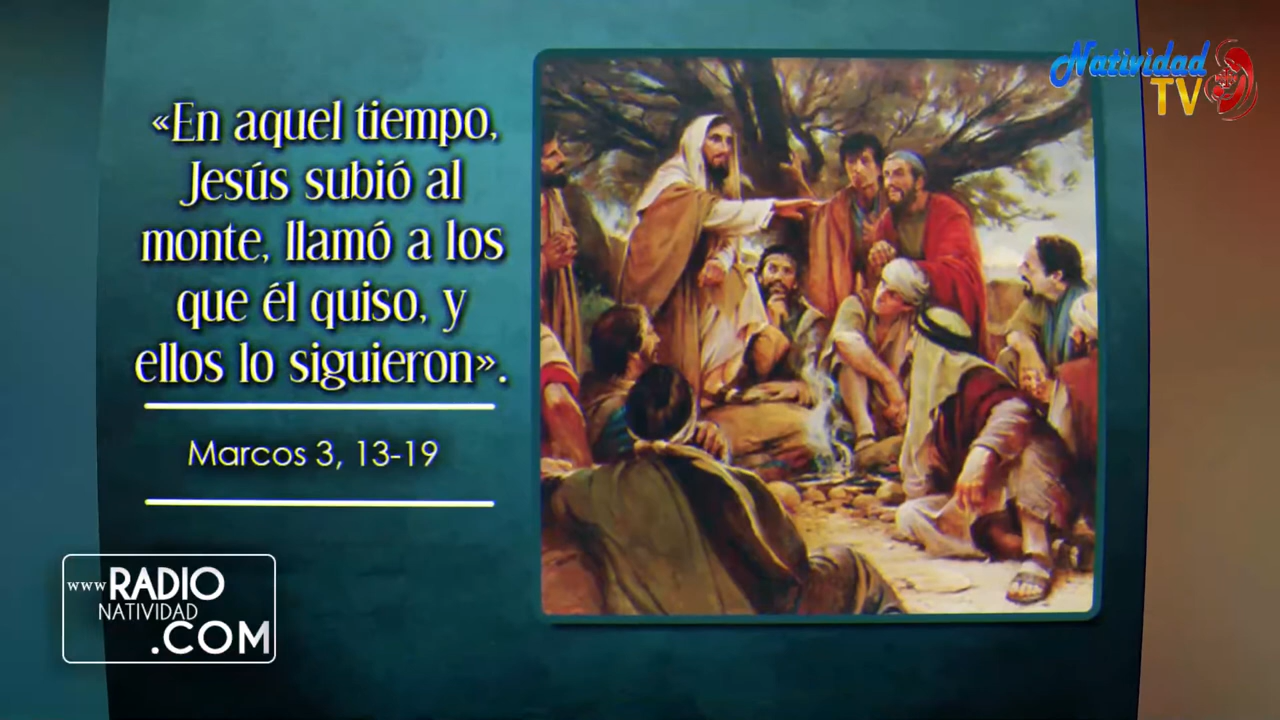 «En aquel tiempo,
Jesús subió al
monte, llamó a los
que él quiso, y
ellos lo siguieron».
Marcos 3, 13-19
Natividad
TV
www RADIO
NATIVIDAD
.COM